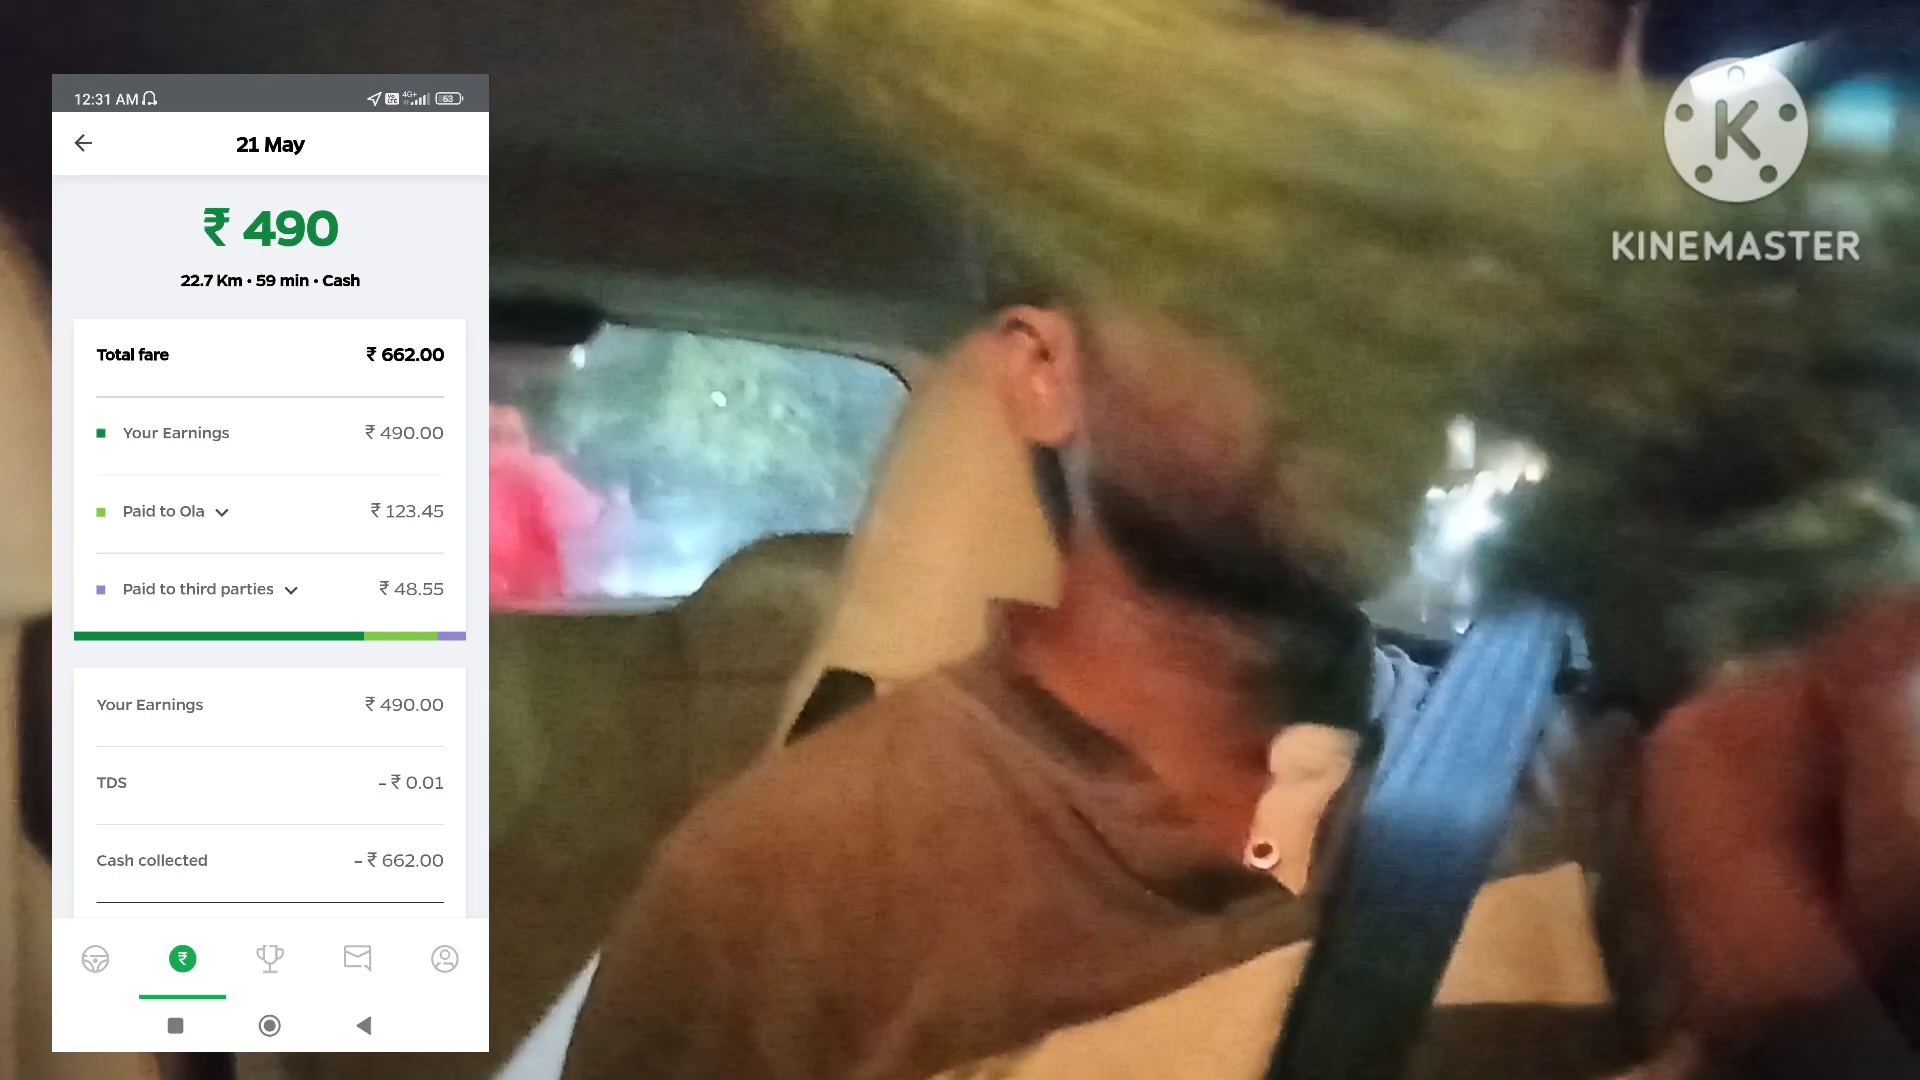 12:31 AM
4G+
63
21 May
₹ 490
22.7 Km • 59 min • Cash
Total fare ₹ 662.00
Your Earnings ₹ 490.00
Paid to Ola ₹ 123.45
Paid to third parties ₹ 48.55
Your Earnings ₹ 490.00
TDS - ₹ 0.01
Cash collected - ₹ 662.00
₹
K
KINEMASTER